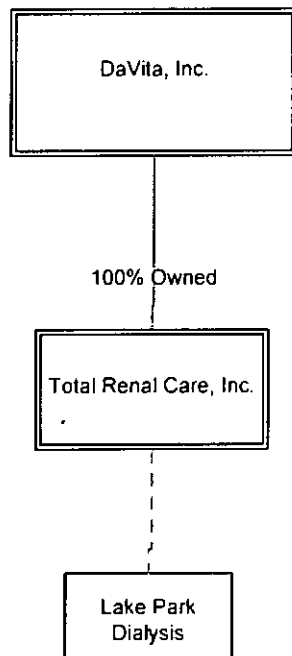 DaVita, Inc.
100% Owned
Total Renal Care, Inc.
Lake Park
Dialysis